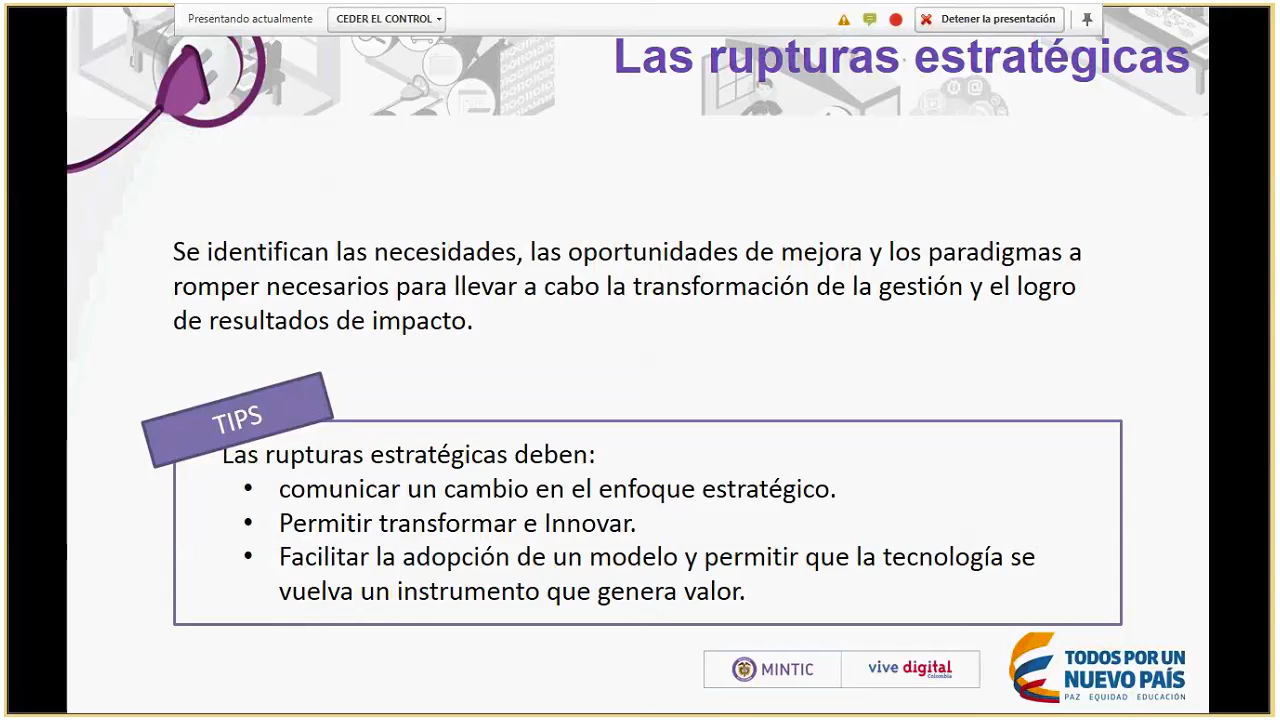 Presentando actualmente
CEDER EL CONTROL
Detener la presentación
Las rupturas estratégicas
Se identifican las necesidades, las oportunidades de mejora y los paradigmas a
romper necesarios para llevar a cabo la transformación de la gestión y el logro
de resultados de impacto.
TIPS
Las rupturas estratégicas deben:
• comunicar un cambio en el enfoque estratégico.
• Permitir transformar e Innovar.
• Facilitar la adopción de un modelo y permitir que la tecnología se
vuelva un instrumento que genera valor.
MINTIC
vive digital
Colombia
TODOS POR UN
NUEVO PAÍS
PAZ EQUIDAD EDUCACIÓN